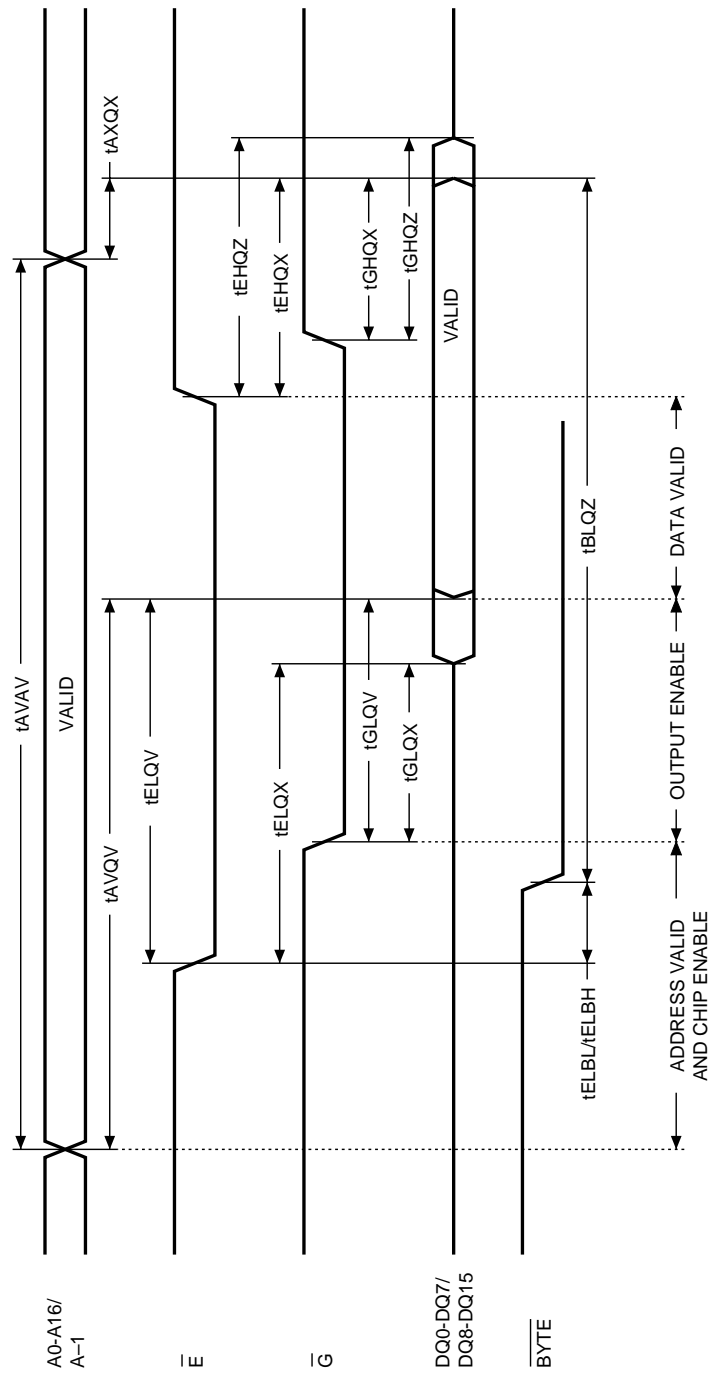 A0-A16/
A–1
tAVAV
VALID
tAVQV
tAXQX
E
tELQV
tEHQZ
tELQX
tEHQX
G
tGLQV
tGHQX
tGLQX
tGHQZ
DQ0-DQ7/
DQ8-DQ15
VALID
BYTE
tELBL/tELBH
tBLQZ
ADDRESS VALID
AND CHIP ENABLE
OUTPUT ENABLE
DATA VALID